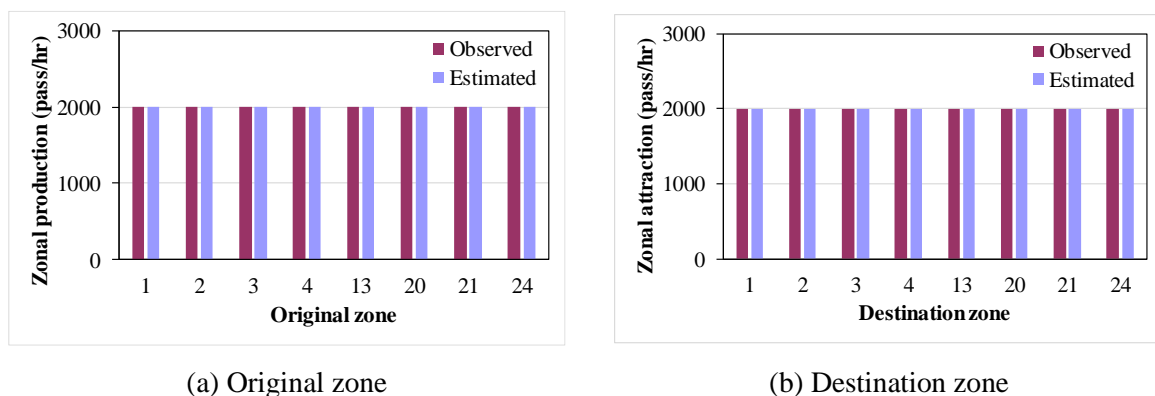 3000
2000
1000
0
Zonal production (pass/hr)
Observed
Estimated
1 2 3 4 13 20 21 24
Original zone
(a) Original zone
3000
2000
1000
0
Zonal attraction (pass/hr)
Observed
Estimated
1 2 3 4 13 20 21 24
Destination zone
(b) Destination zone